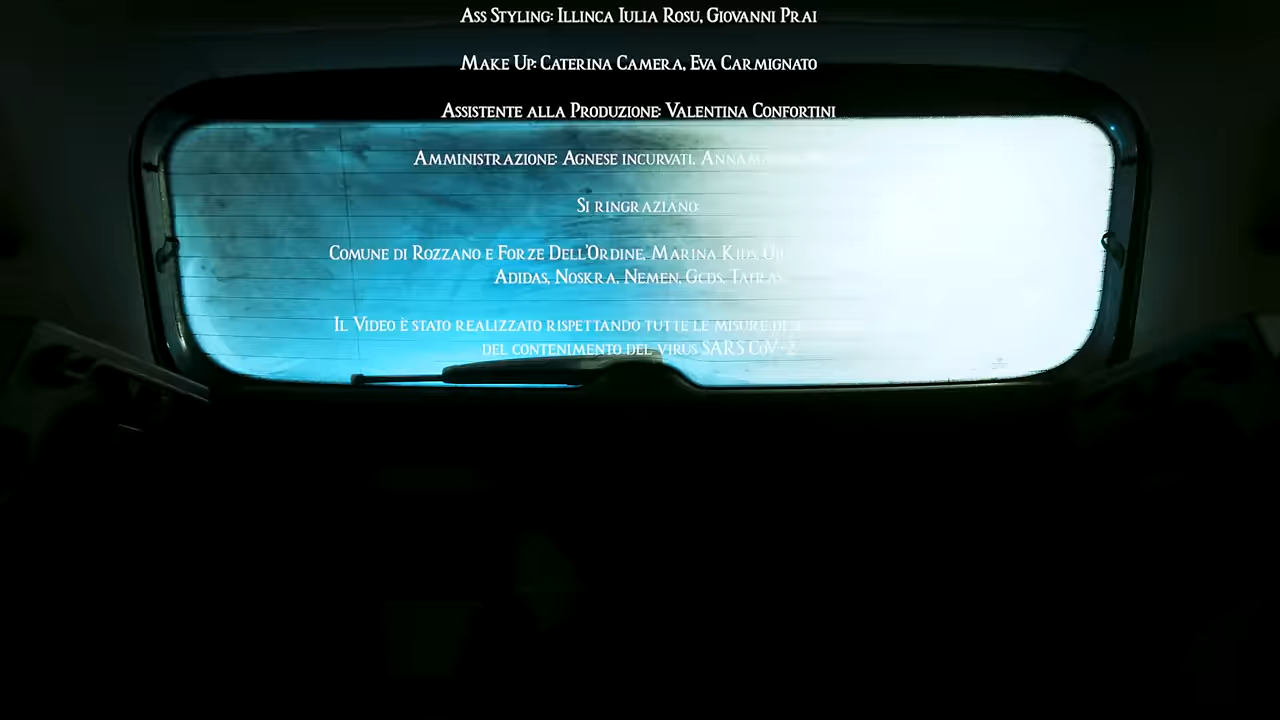 Ass Styling: Illinca Iulia Rosu, Giovanni Prai
Make Up: Caterina Camera, Eva Carmignato
Assistente alla Produzione: Valentina Confortini
Amministrazione: Agnese incurvati,
Si ringraziano
Comune di Rozzano e Forze Dell'Ordine, Marina Kids,
Adidas, Noskra, Nemen, Gcds, Tatras
Il Video è stato realizzato rispettando tutte le misure di
del contenimento del virus SARS CoV-2